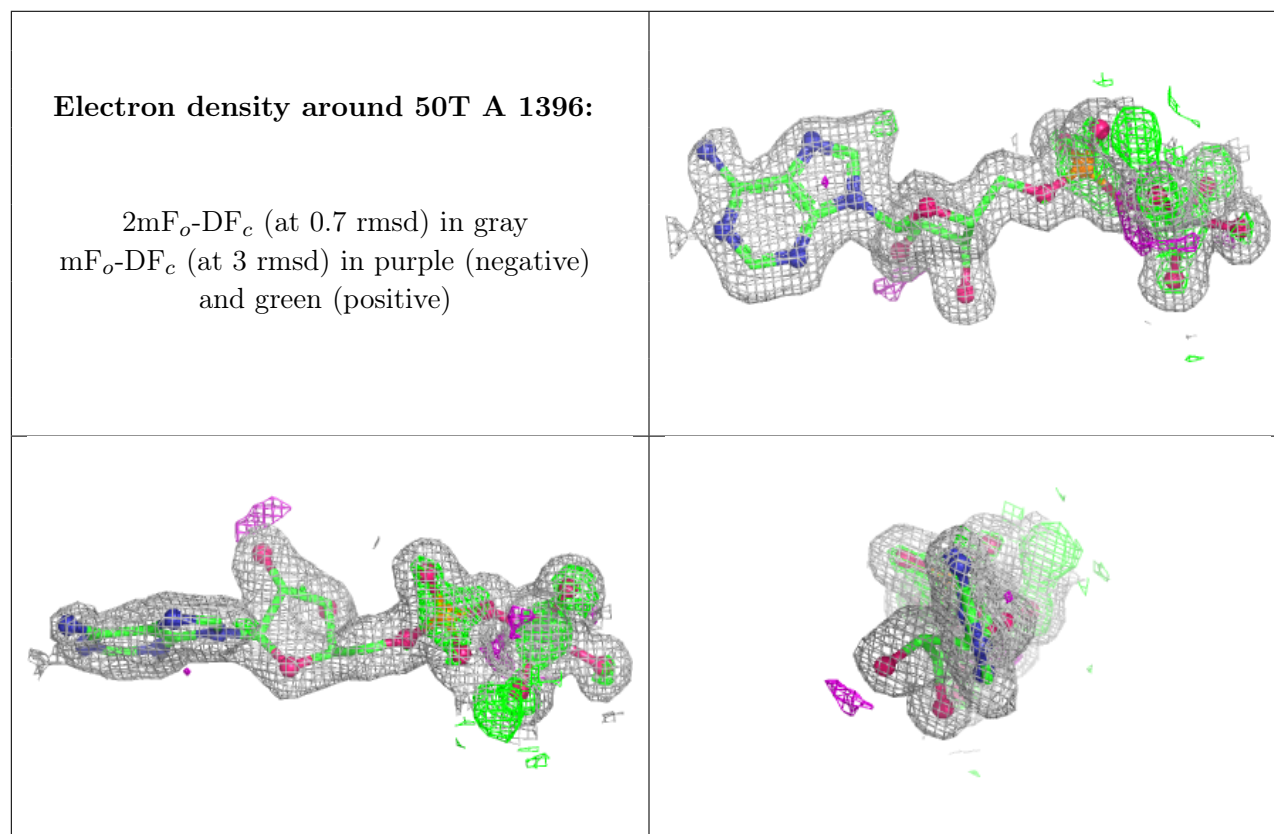 Electron density around 50T A 1396:
2mFo-DFc (at 0.7 rmsd) in gray
mFo-DFc (at 3 rmsd) in purple (negative)
and green (positive)